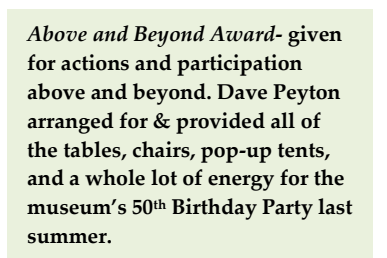 Above and Beyond Award- given
for actions and participation
above and beyond. Dave Peyton
arranged for & provided all of
the tables, chairs, pop-up tents,
and a whole lot of energy for the
museum's 50th Birthday Party last
summer.